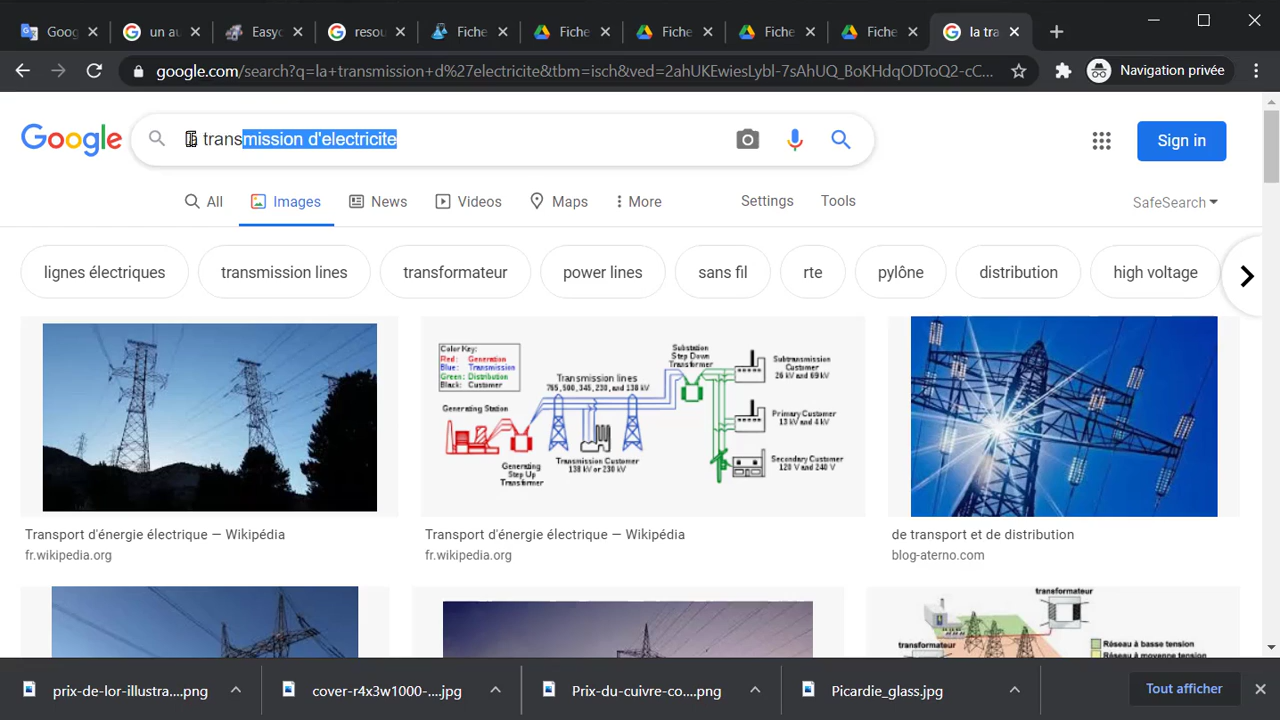 Goog
un au
Easyc
resou
Fiche
Fiche
Fiche
Fiche
Fiche
la tra
google.com/search?q=la+transmission+d%27electricite&tbm=isch&ved=2ahUKEwiesLybl-7sAhUQ_BoKHdqODToQ2-cC...
Navigation privée
Google
transmission d'electricite
Sign in
All
Images
News
Videos
Maps
More
Settings
Tools
SafeSearch
lignes électriques
transmission lines
transformateur
power lines
sans fil
rte
pylône
distribution
high voltage
Color Key:
Red: Generation
Blue: Transmission
Green: Distribution
Black: Customer
Generating Station
Generating
Step Up
Transformer
Transmission lines
765, 500, 345, 230, and 138 kV
Transmission Customer
138 kV or 230 kV
Substation
Step Down
Transformer
Subtransmission
Customer
26 kV and 69 kV
Primary Customer
13 kV and 4 kV
Secondary Customer
120 V and 240 V
Transport d'énergie électrique — Wikipédia
fr.wikipedia.org
Transport d'énergie électrique — Wikipédia
fr.wikipedia.org
de transport et de distribution
blog-aterno.com
transformateur
transformateur
Réseau à basse tension
Réseau à moyenne tension
prix-de-lor-illustra....png
cover-r4x3w1000-...jpg
Prix-du-cuivre-co....png
Picardie_glass.jpg
Tout afficher